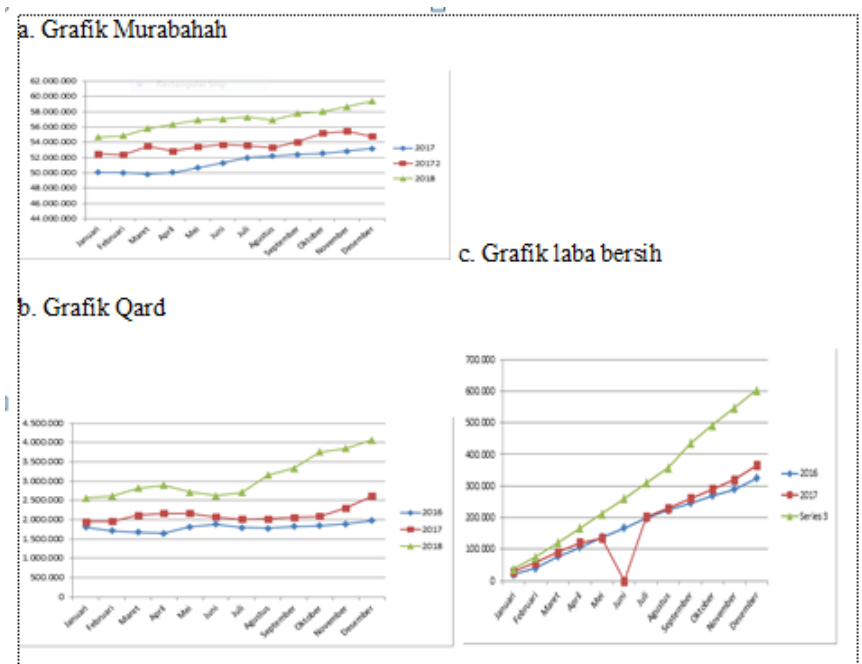 a. Grafik Murabahah
62.000.000
60.000.000
58.000.000
56.000.000
54.000.000
52.000.000
50.000.000
48.000.000
46.000.000
44.000.000
Januari
Februari
Maret
April
Mei
Juni
Juli
Agustus
September
Oktober
November
Desember
2017
20172
2018
c. Grafik laba bersih
b. Grafik Qard
4.500.000
4.000.000
3.500.000
3.000.000
2.500.000
2.000.000
1.500.000
1.000.000
500.000
0
Januari
Februari
Maret
April
Mei
Juni
Juli
Agustus
September
Oktober
November
Desember
2016
2017
2018
700.000
600.000
500.000
400.000
300.000
200.000
100.000
0
Januari
Februari
Maret
April
Mei
Juni
Juli
Agustus
September
Oktober
November
Desember
2016
2017
Series3